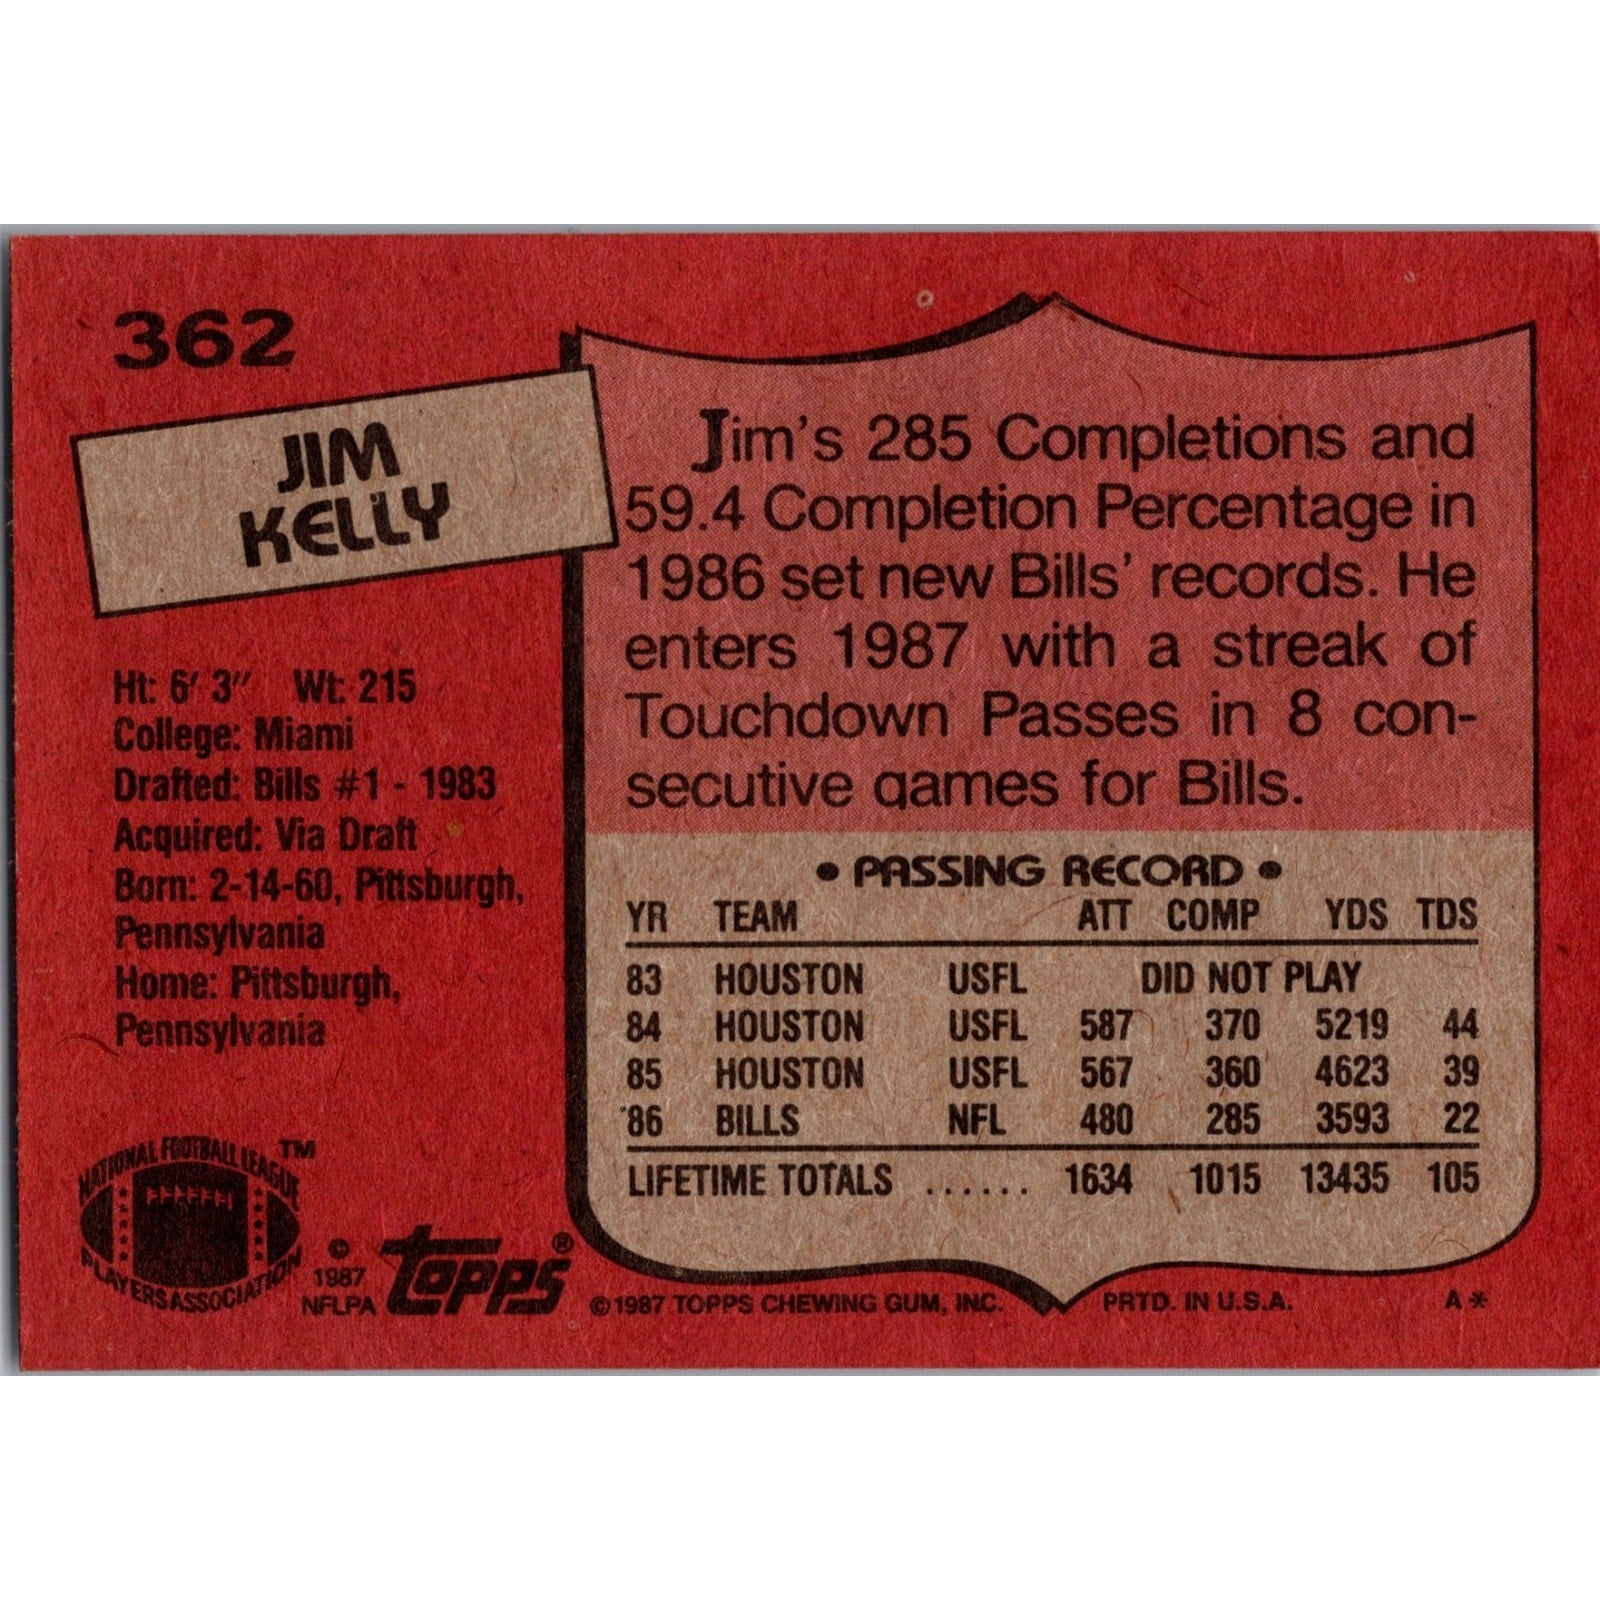 362
JIM
KELLY
Ht: 6' 3" Wt: 215
College: Miami
Drafted: Bills #1 - 1983
Acquired: Via Draft
Born: 2-14-60, Pittsburgh,
Pennsylvania
Home: Pittsburgh,
Pennsylvania
NATIONAL FOOTBALL LEAGUE TM
PLAYERS ASSOCIATION
© 1987 NFLPA
topps®
Jim's 285 Completions and
59.4 Completion Percentage in
1986 set new Bills' records. He
enters 1987 with a streak of
Touchdown Passes in 8 con-
secutive games for Bills.
• PASSING RECORD •
YR TEAM ATT COMP YDS TDS
83 HOUSTON USFL DID NOT PLAY
84 HOUSTON USFL 587 370 5219 44
85 HOUSTON USFL 567 360 4623 39
86 BILLS NFL 480 285 3593 22
LIFETIME TOTALS ...... 1634 1015 13435 105
© 1987 TOPPS CHEWING GUM, INC. PRTD. IN U.S.A. A*